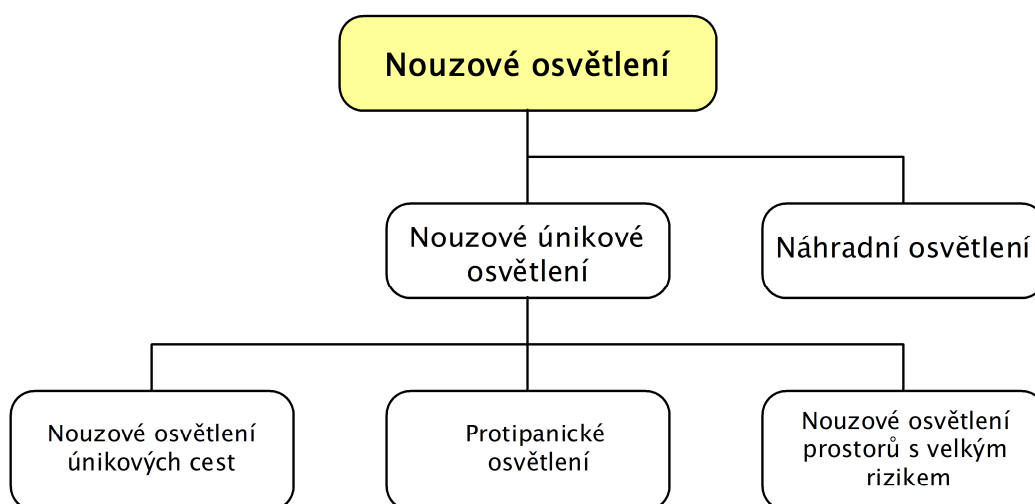 Nouzové osvětlení
Nouzové únikové
osvětlení
Náhradní osvětlení
Nouzové osvětlení
únikových cest
Protipanické
osvětlení
Nouzové osvětlení
prostorů s velkým
rizikem